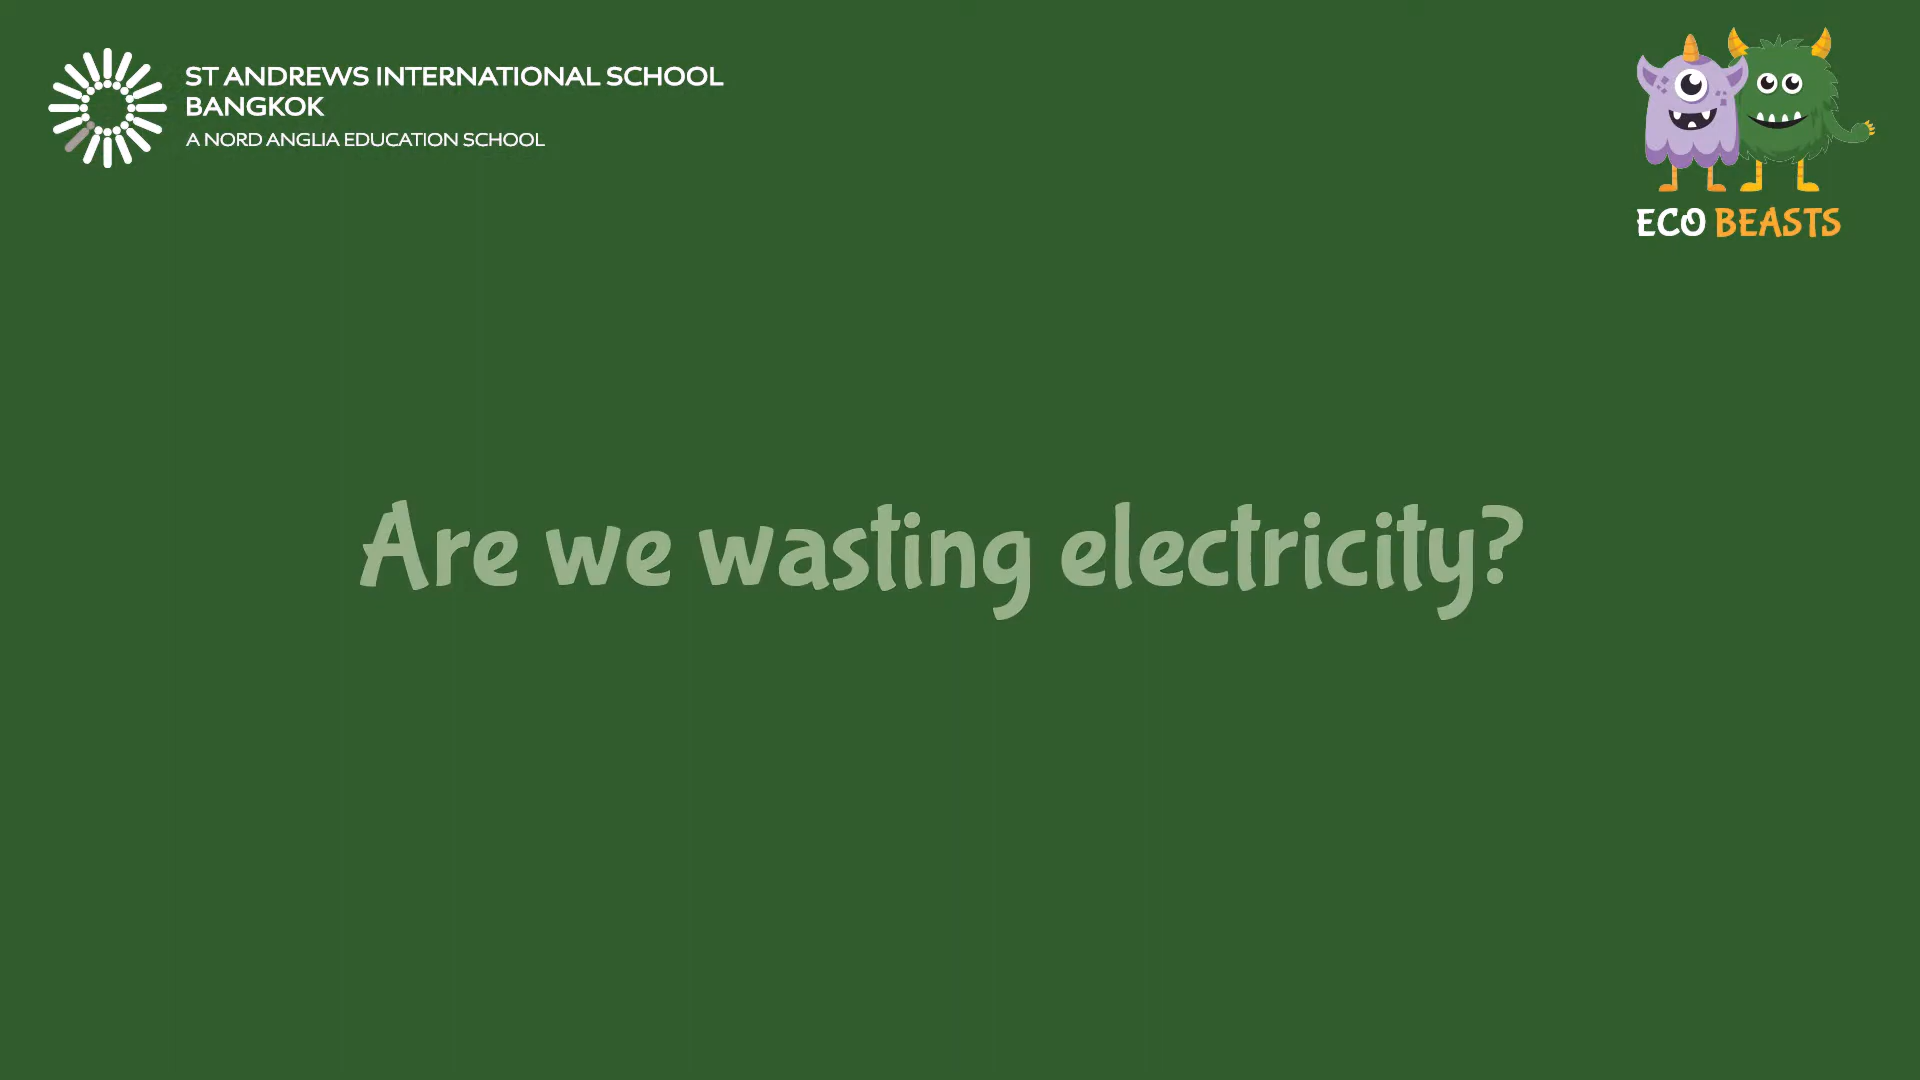 ST ANDREWS INTERNATIONAL SCHOOL
BANGKOK
A NORD ANGLIA EDUCATION SCHOOL
ECO BEASTS
Are we wasting electricity?